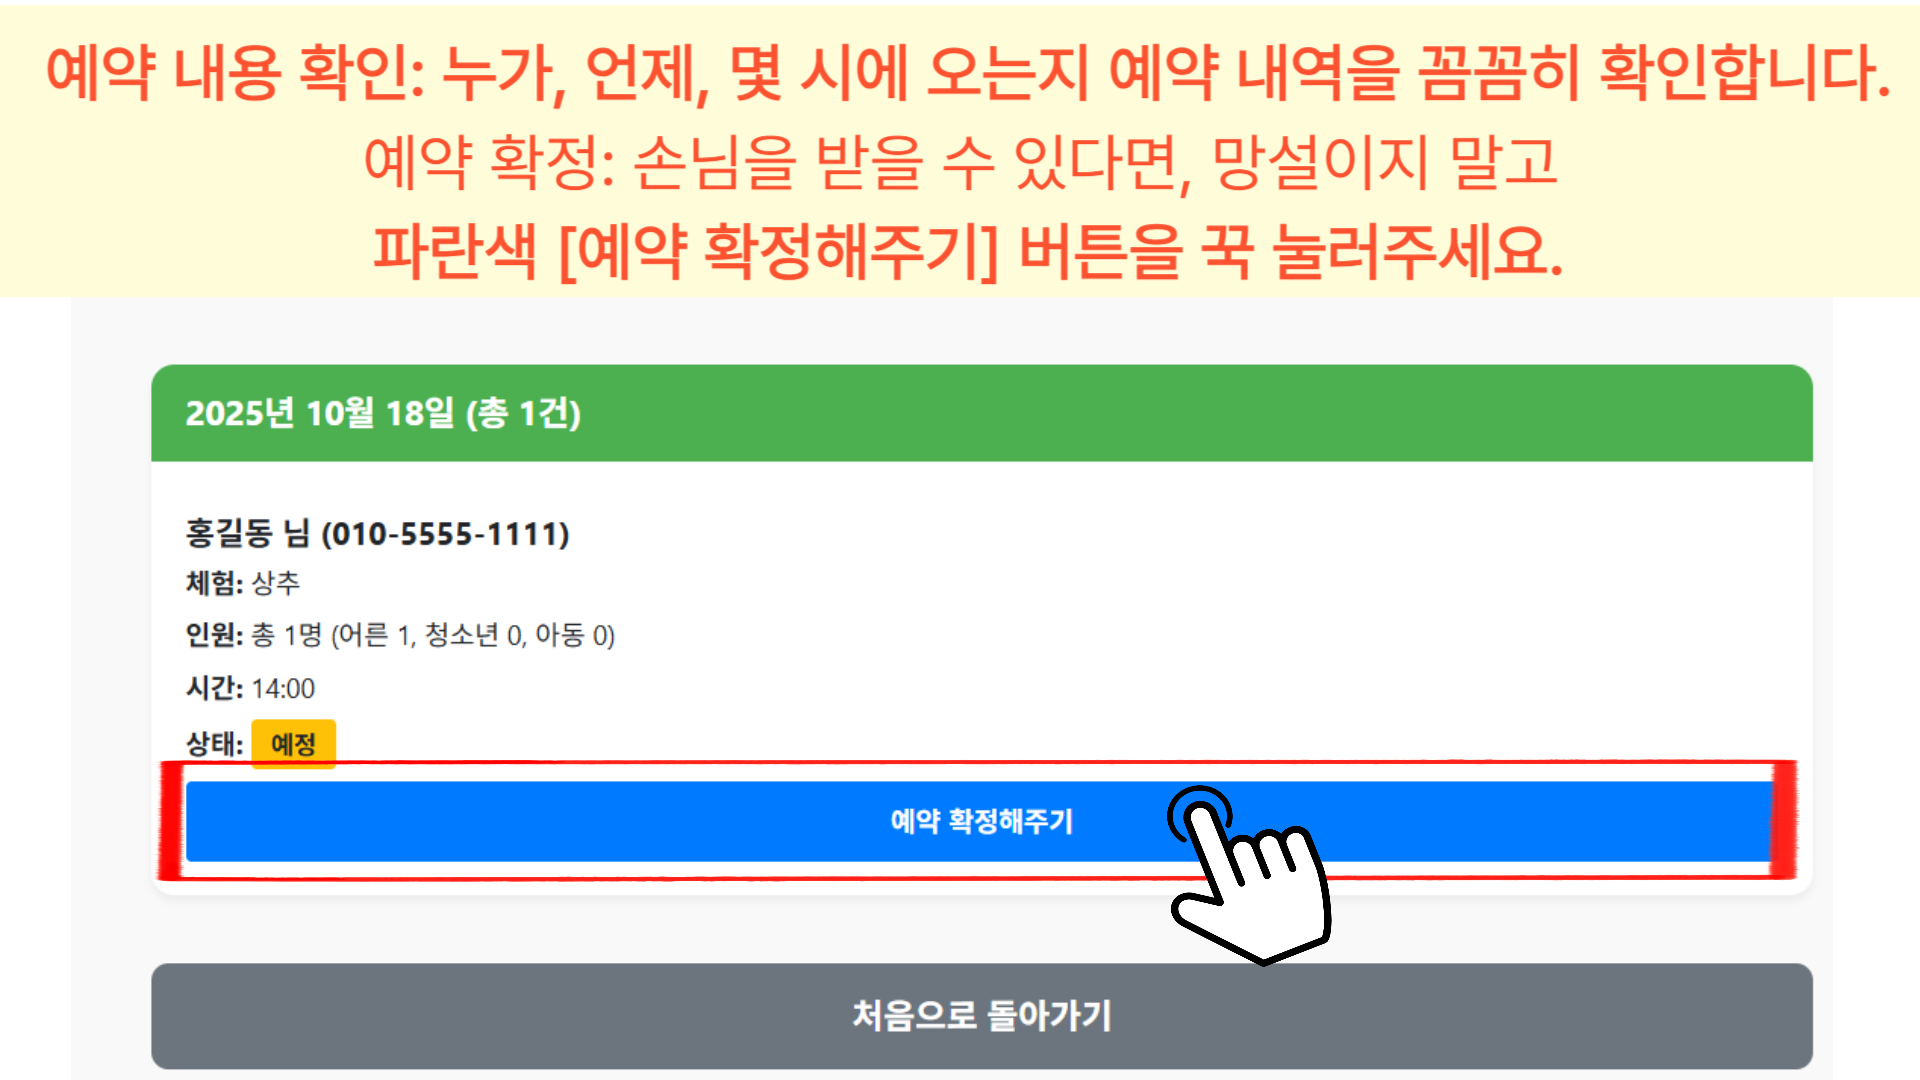 예약 내용 확인: 누가, 언제, 몇 시에 오는지 예약 내역을 꼼꼼히 확인합니다.
예약 확정: 손님을 받을 수 있다면, 망설이지 말고
파란색 [예약 확정해주기] 버튼을 꾹 눌러주세요.
2025년 10월 18일 (총 1건)
홍길동 님 (010-5555-1111)
체험: 상추
인원: 총 1명 (어른 1, 청소년 0, 아동 0)
시간: 14:00
상태: 예정
예약 확정해주기
처음으로 돌아가기